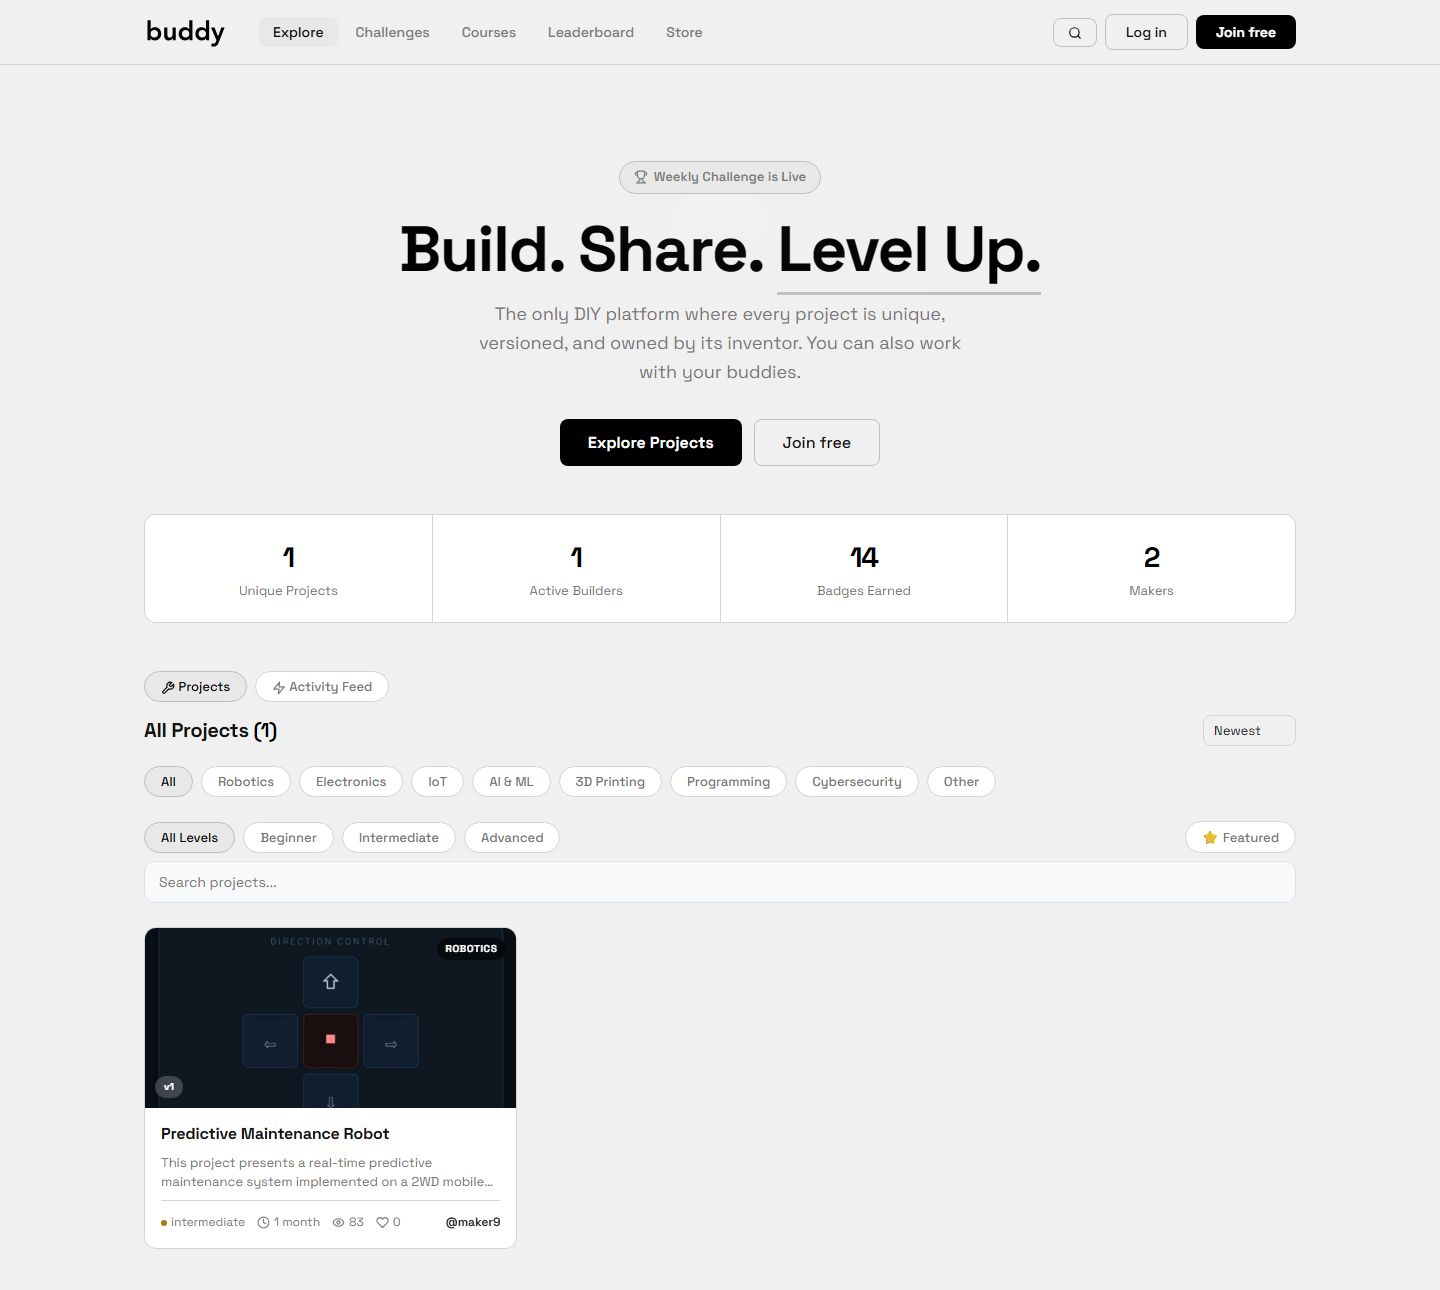 buddy
Explore
Challenges
Courses
Leaderboard
Store
Log in
Join free
Weekly Challenge is Live
Build. Share. Level Up.
The only DIY platform where every project is unique,
versioned, and owned by its inventor. You can also work
with your buddies.
Explore Projects
Join free
1
Unique Projects
1
Active Builders
14
Badges Earned
2
Makers
Projects
Activity Feed
All Projects (1)
Newest
All
Robotics
Electronics
IoT
AI & ML
3D Printing
Programming
Cybersecurity
Other
All Levels
Beginner
Intermediate
Advanced
Featured
Search projects...
DIRECTION CONTROL
ROBOTICS
v1
Predictive Maintenance Robot
This project presents a real-time predictive
maintenance system implemented on a 2WD mobile...
intermediate
1 month
83
0
@maker9